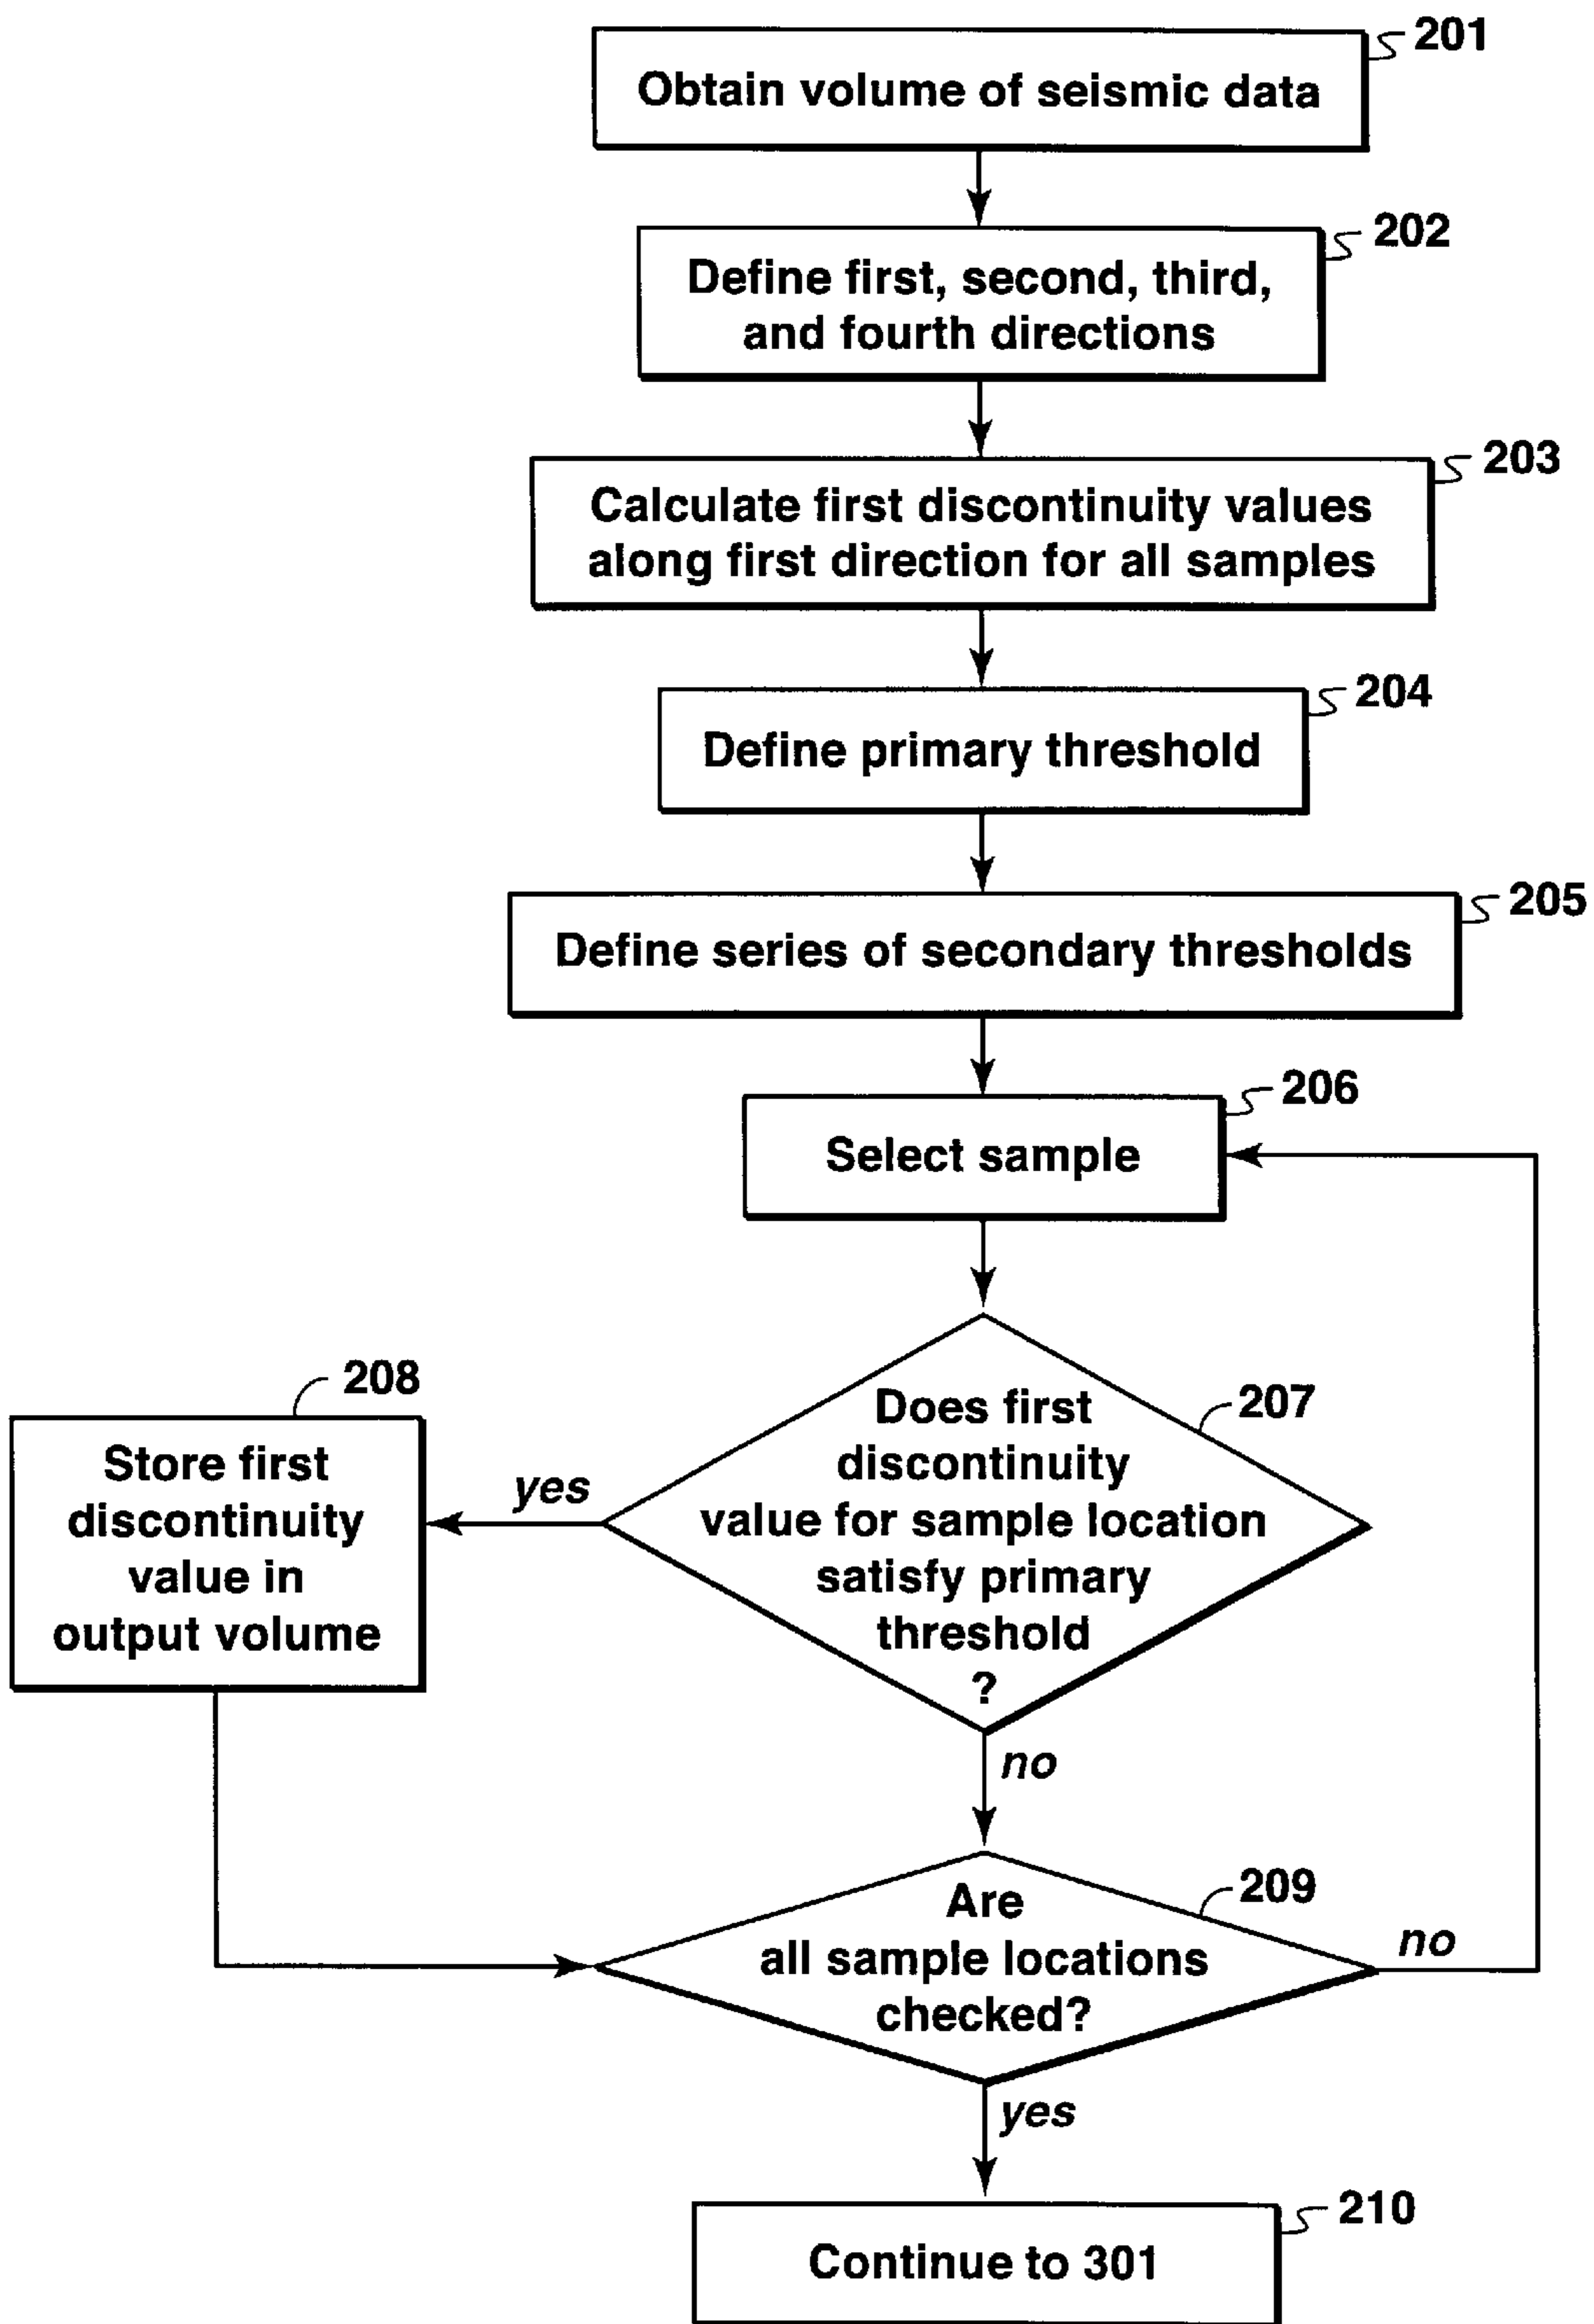 201
Obtain volume of seismic data
202
Define first, second, third,
and fourth directions
203
Calculate first discontinuity values
along first direction for all samples
204
Define primary threshold
205
Define series of secondary thresholds
206
Select sample
207
Does first
discontinuity
value for sample location
satisfy primary
threshold
?
yes
208
Store first
discontinuity
value in
output volume
no
209
Are
all sample locations
checked?
no
yes
210
Continue to 301